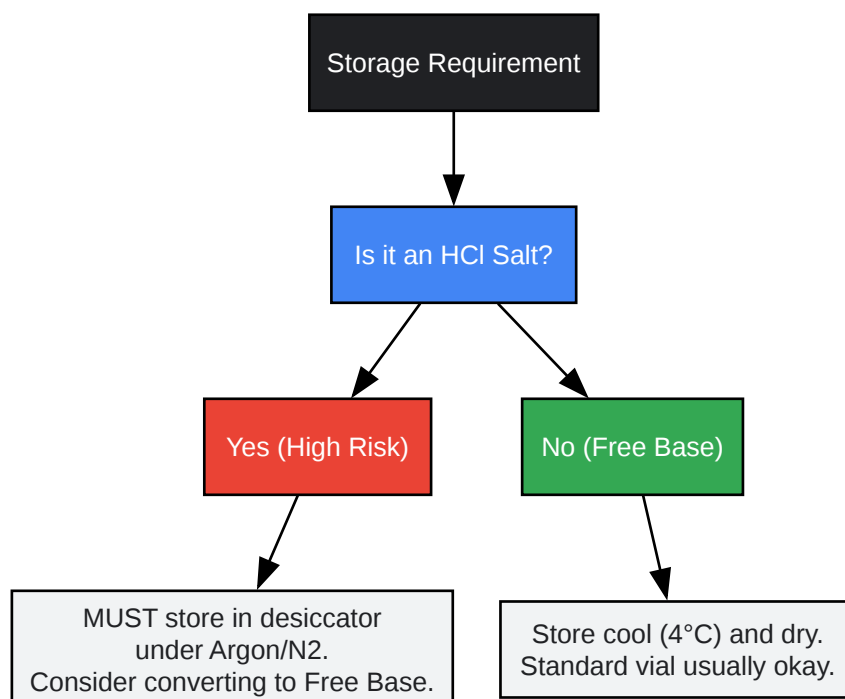 Storage Requirement
Is it an HCl Salt?
Yes (High Risk)
No (Free Base)
MUST store in desiccator
under Argon/N2.
Consider converting to Free Base.
Store cool (4°C) and dry.
Standard vial usually okay.